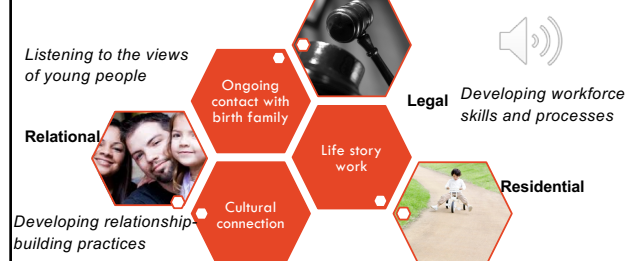 Listening to the views
of young people
Ongoing
contact with
birth family
Legal
Developing workforce
skills and processes
Relational
Life story
work
Residential
Cultural
connection
Developing relationship-
building practices